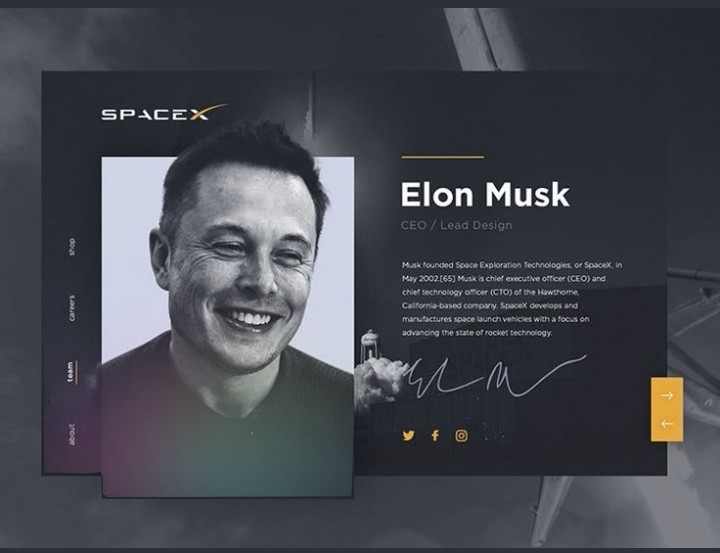 SPACEX
Elon Musk
CEO / Lead Design
Musk founded Space Exploration Technologies, or SpaceX, in
May 2002.[65] Musk is chief executive officer (CEO) and
chief technology officer (CTO) of the Hawthorne,
California-based company. SpaceX develops and
manufactures space launch vehicles with a focus on
advancing the state of rocket technology.
shop
careers
team
about